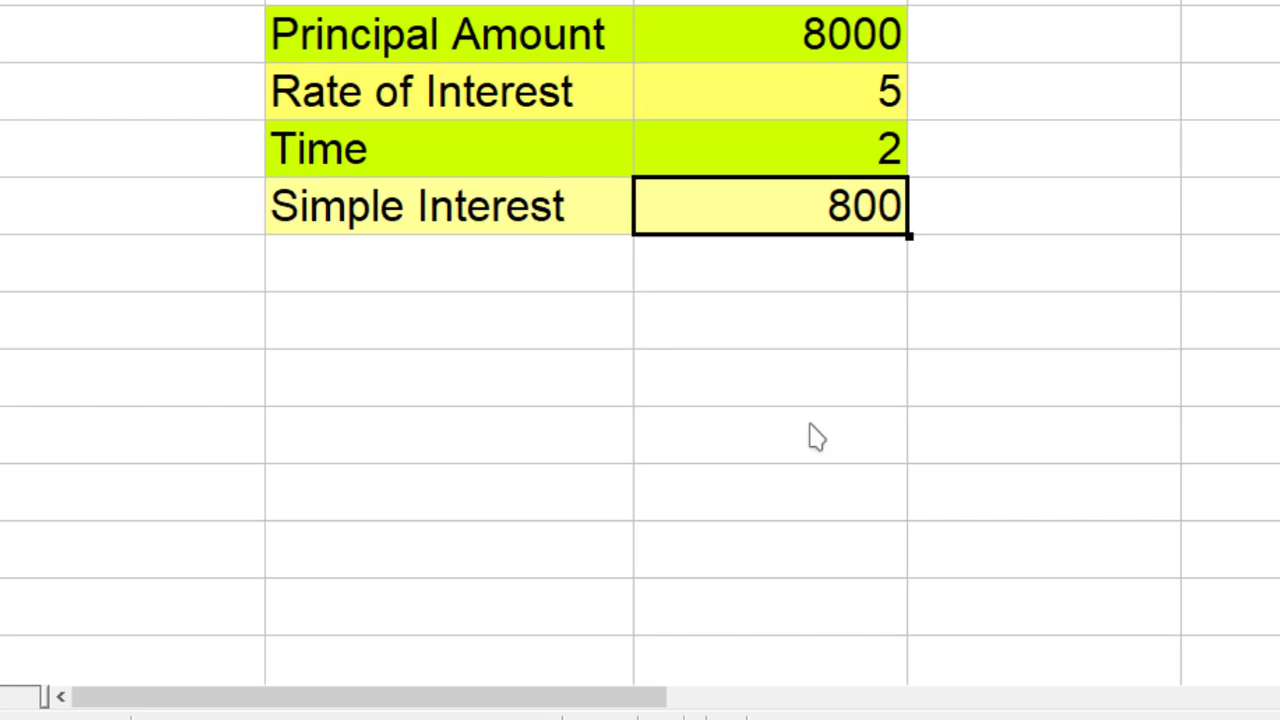 Principal Amount 8000
Rate of Interest 5
Time 2
Simple Interest 800